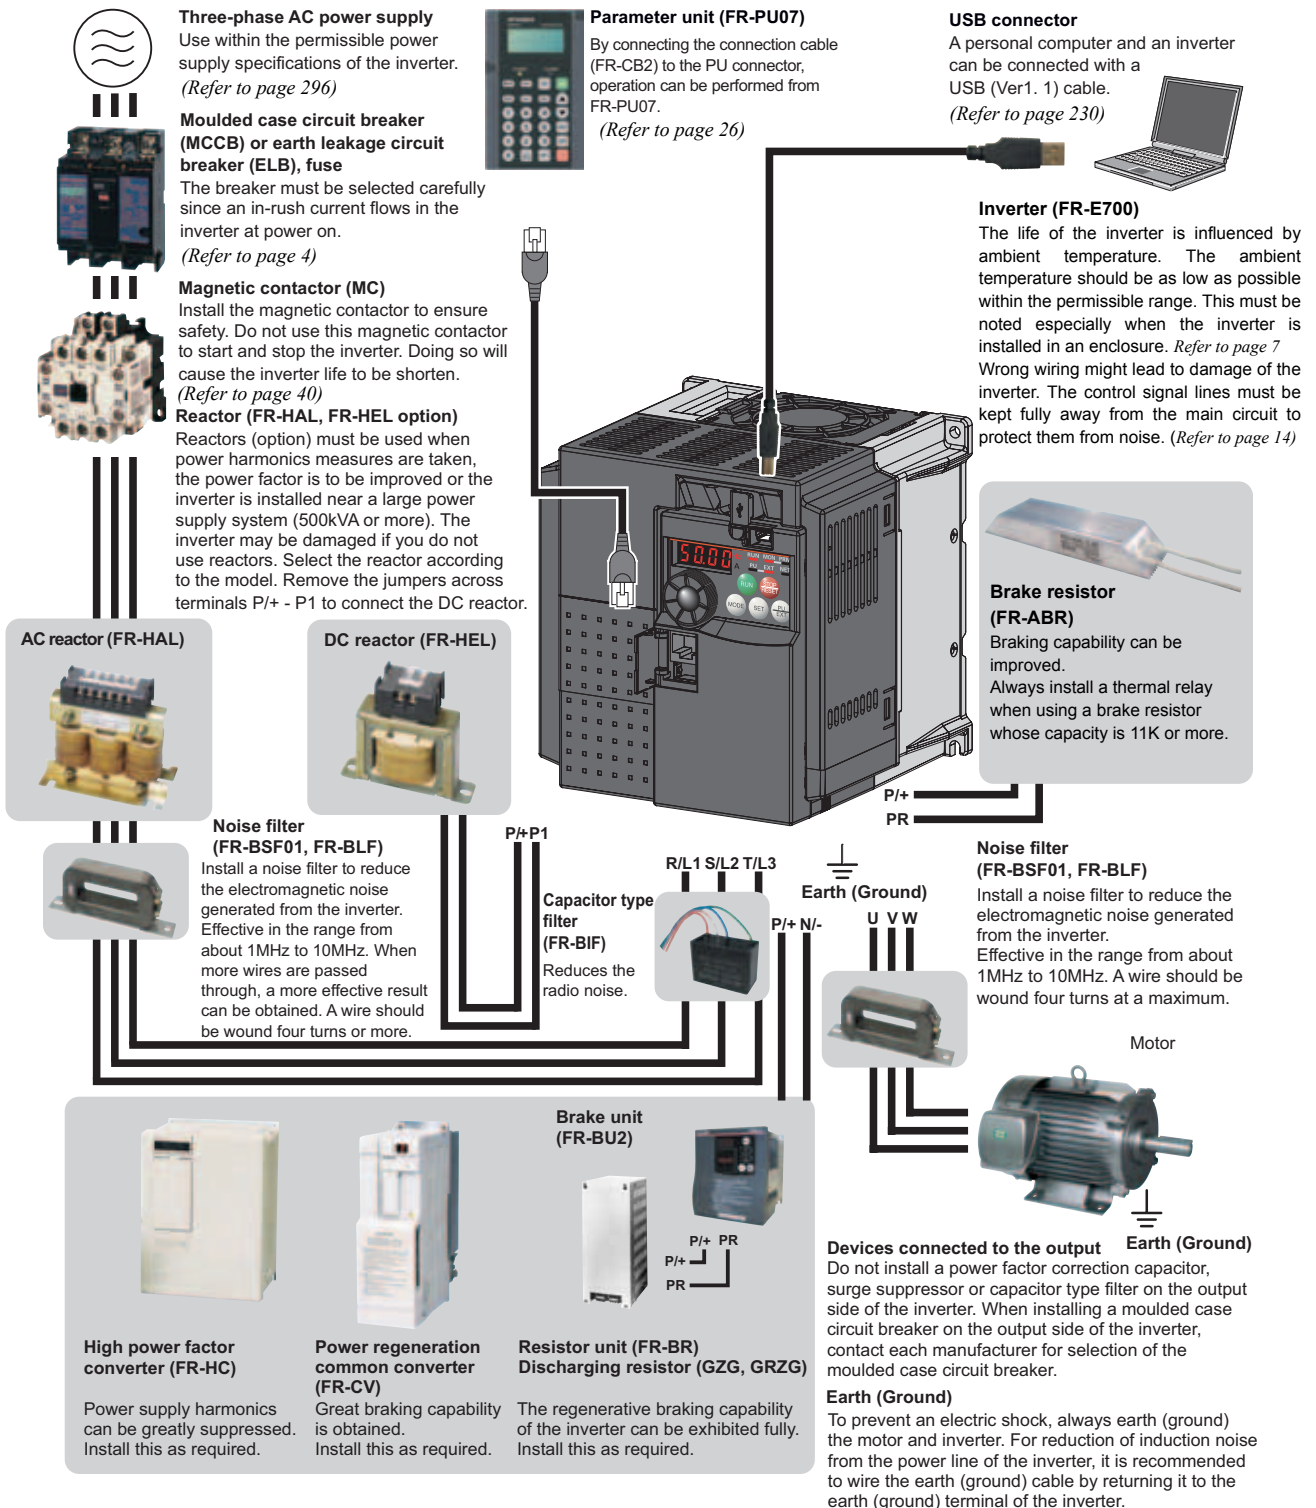 Three-phase AC power supply
Use within the permissible power
supply specifications of the inverter.
(Refer to page 296)
Moulded case circuit breaker
(MCCB) or earth leakage circuit
breaker (ELB), fuse
The breaker must be selected carefully
since an in-rush current flows in the
inverter at power on.
(Refer to page 4)
Magnetic contactor (MC)
Install the magnetic contactor to ensure
safety. Do not use this magnetic contactor
to start and stop the inverter. Doing so will
cause the inverter life to be shorten.
(Refer to page 40)
Reactor (FR-HAL, FR-HEL option)
Reactors (option) must be used when
power harmonics measures are taken,
the power factor is to be improved or the
inverter is installed near a large power
supply system (500kVA or more). The
inverter may be damaged if you do not
use reactors. Select the reactor according
to the model. Remove the jumpers across
terminals P/+ - P1 to connect the DC reactor.
Parameter unit (FR-PU07)
By connecting the connection cable
(FR-CB2) to the PU connector,
operation can be performed from
FR-PU07.
(Refer to page 26)
USB connector
A personal computer and an inverter
can be connected with a
USB (Ver1. 1) cable.
(Refer to page 230)
Inverter (FR-E700)
The life of the inverter is influenced by
ambient temperature. The ambient
temperature should be as low as possible
within the permissible range. This must be
noted especially when the inverter is
installed in an enclosure. Refer to page 7
Wrong wiring might lead to damage of the
inverter. The control signal lines must be
kept fully away from the main circuit to
protect them from noise. (Refer to page 14)
50.00
RUN MON PRM
A PU EXT NET
RUN
STOP
RESET
MODE
SET
PU
EXT
Brake resistor
(FR-ABR)
Braking capability can be
improved.
Always install a thermal relay
when using a brake resistor
whose capacity is 11K or more.
P/+
PR
AC reactor (FR-HAL)
DC reactor (FR-HEL)
Noise filter
(FR-BSF01, FR-BLF)
Install a noise filter to reduce
the electromagnetic noise
generated from the inverter.
Effective in the range from
about 1MHz to 10MHz. When
more wires are passed
through, a more effective result
can be obtained. A wire should
be wound four turns or more.
P/+ P1
Capacitor type
filter
(FR-BIF)
Reduces the
radio noise.
R/L1 S/L2 T/L3
P/+ N/-
Earth (Ground)
U V W
Noise filter
(FR-BSF01, FR-BLF)
Install a noise filter to reduce the
electromagnetic noise generated
from the inverter.
Effective in the range from about
1MHz to 10MHz. A wire should be
wound four turns at a maximum.
Motor
Earth (Ground)
High power factor
converter (FR-HC)
Power supply harmonics
can be greatly suppressed.
Install this as required.
Power regeneration
common converter
(FR-CV)
Great braking capability
is obtained.
Install this as required.
Brake unit
(FR-BU2)
P/+ PR
P/+
PR
Resistor unit (FR-BR)
Discharging resistor (GZG, GRZG)
The regenerative braking capability
of the inverter can be exhibited fully.
Install this as required.
Devices connected to the output
Do not install a power factor correction capacitor,
surge suppressor or capacitor type filter on the output
side of the inverter. When installing a moulded case
circuit breaker on the output side of the inverter,
contact each manufacturer for selection of the
moulded case circuit breaker.
Earth (Ground)
To prevent an electric shock, always earth (ground)
the motor and inverter. For reduction of induction noise
from the power line of the inverter, it is recommended
to wire the earth (ground) cable by returning it to the
earth (ground) terminal of the inverter.